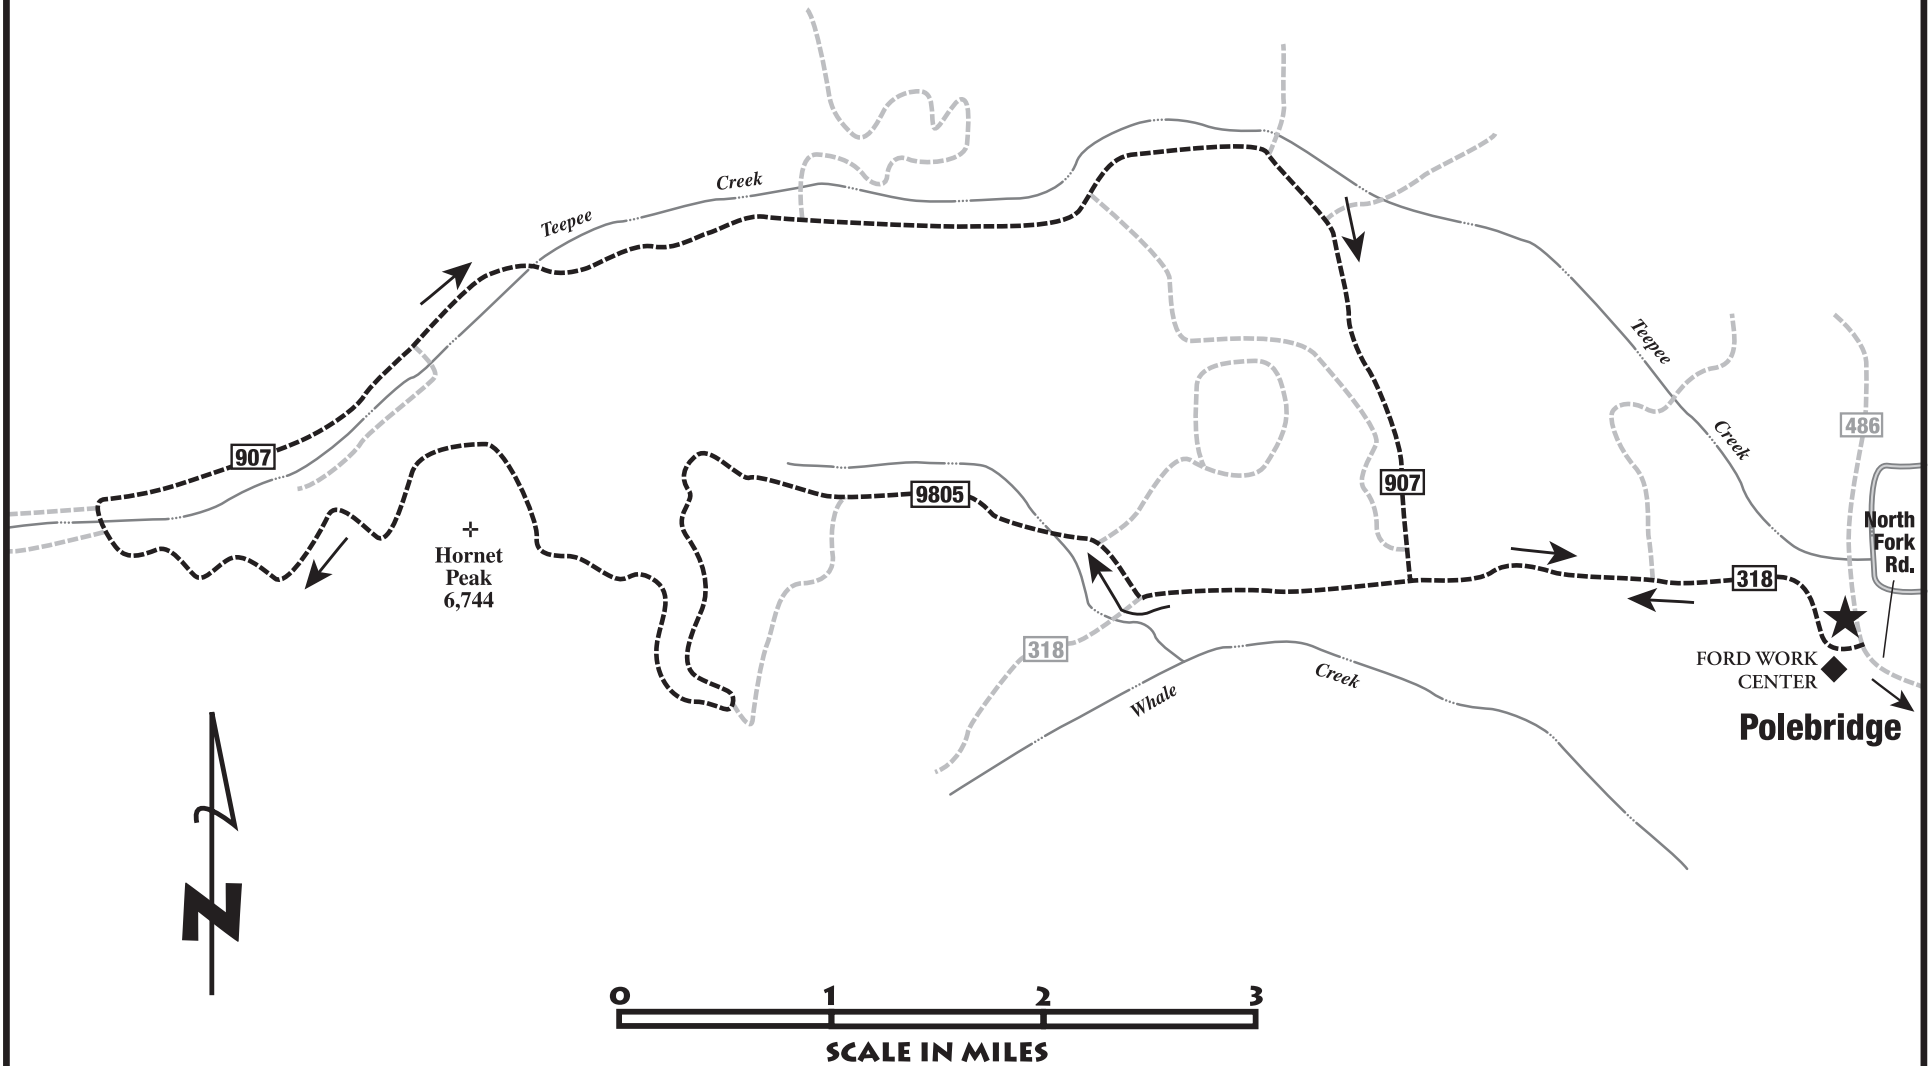 Creek
Teepee
907
Teepee
Creek
486
907
9805
North
Fork
Rd.
Hornet
Peak
6,744
318
318
FORD WORK
CENTER
Creek
Whale
Polebridge
N
0 1 2 3
SCALE IN MILES